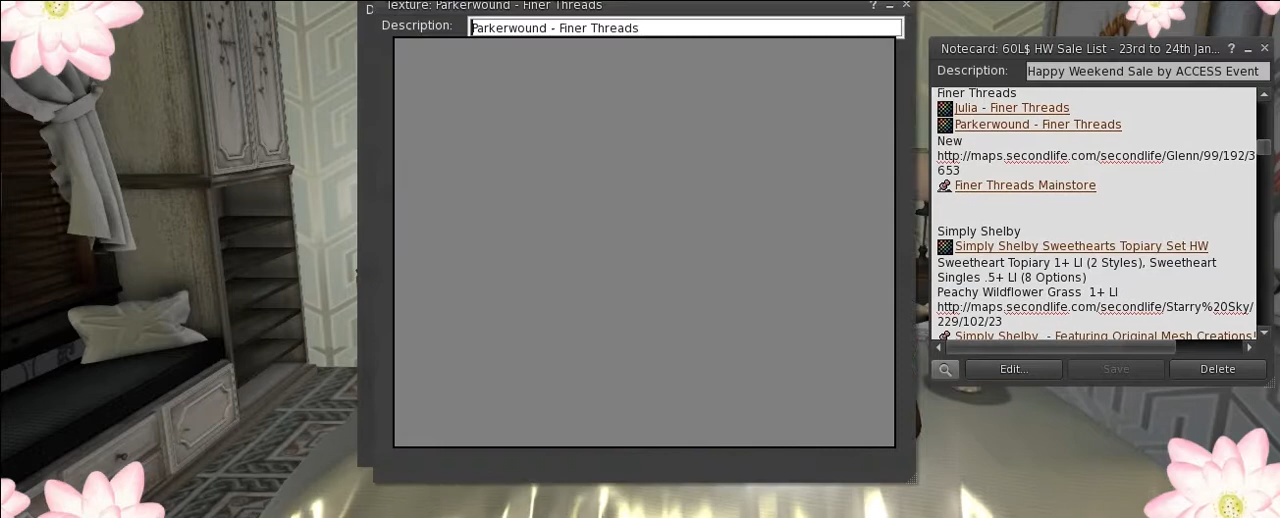 Texture: Parkerwound - Finer Threads
Description: Parkerwound - Finer Threads
Notecard: 60L$ HW Sale List - 23rd to 24th Jan...
Description: Happy Weekend Sale by ACCESS Event
Finer Threads
Julia - Finer Threads
Parkerwound - Finer Threads
New
http://maps.secondlife.com/secondlife/Glenn/99/192/3
653
Finer Threads Mainstore
Simply Shelby
Simply Shelby Sweethearts Topiary Set HW
Sweetheart Topiary 1+ LI (2 Styles), Sweetheart
Singles .5+ LI (8 Options)
Peachy Wildflower Grass 1+ LI
http://maps.secondlife.com/secondlife/Starry%20Sky/
229/102/23
Simply Shelby - Featuring Original Mesh Creations!
Edit... Save Delete